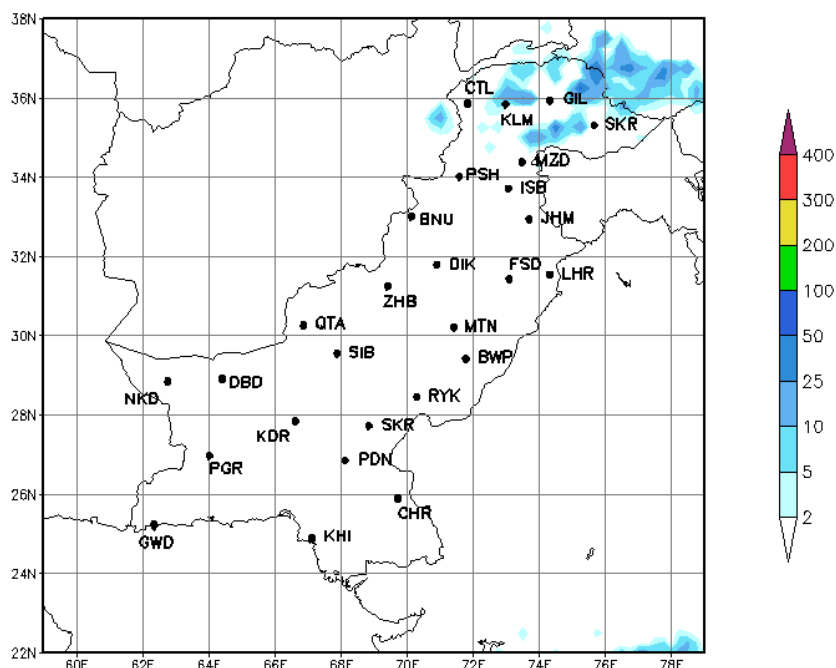 38N
36N
34N
32N
30N
28N
26N
24N
22N
CTL
KLM
GIL
SKR
MZD
PSH
ISB
BNU
JHM
DIK
FSD
LHR
ZHB
QTA
MTN
SIB
BWP
NKD
DBD
RYK
KDR
SKR
PGR
PDN
CHR
GWD
KHI
60E 62E 64E 66E 68E 70E 72E 74E 76E 78E
400
300
200
100
50
25
10
5
2